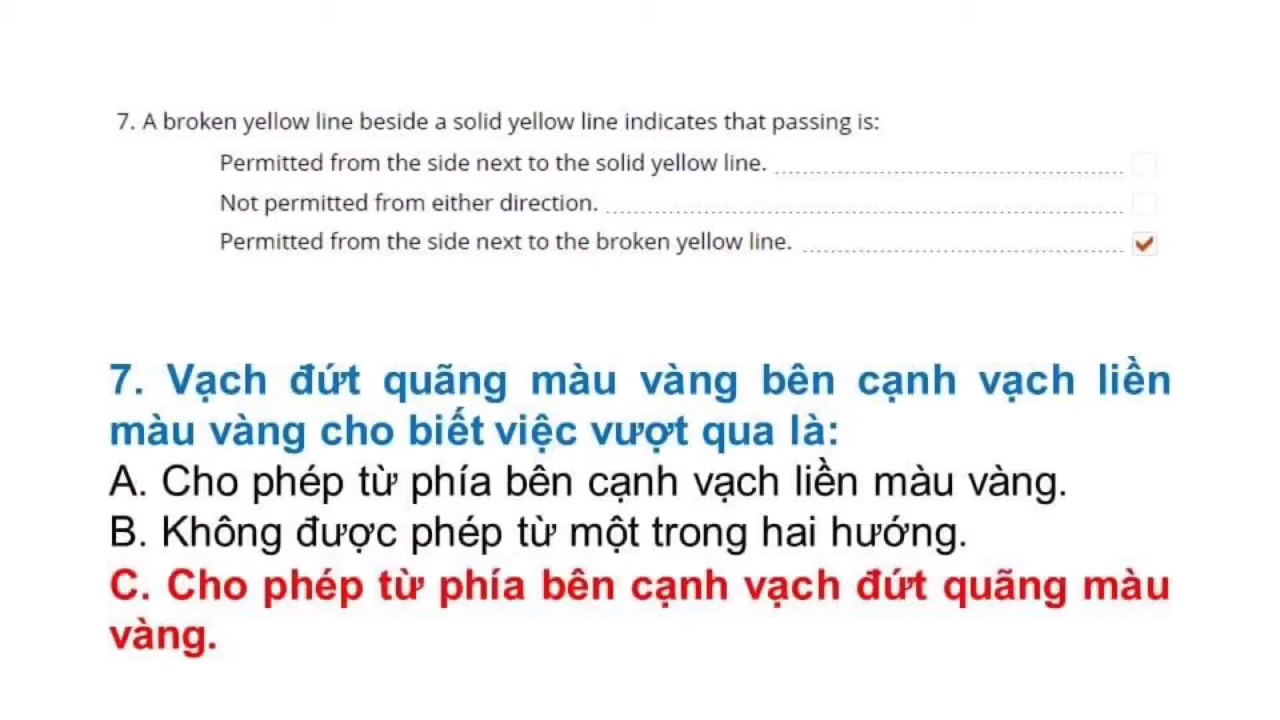 7. A broken yellow line beside a solid yellow line indicates that passing is:
Permitted from the side next to the solid yellow line.
Not permitted from either direction.
Permitted from the side next to the broken yellow line.
7. Vạch đứt quãng màu vàng bên cạnh vạch liền
màu vàng cho biết việc vượt qua là:
A. Cho phép từ phía bên cạnh vạch liền màu vàng.
B. Không được phép từ một trong hai hướng.
C. Cho phép từ phía bên cạnh vạch đứt quãng màu
vàng.